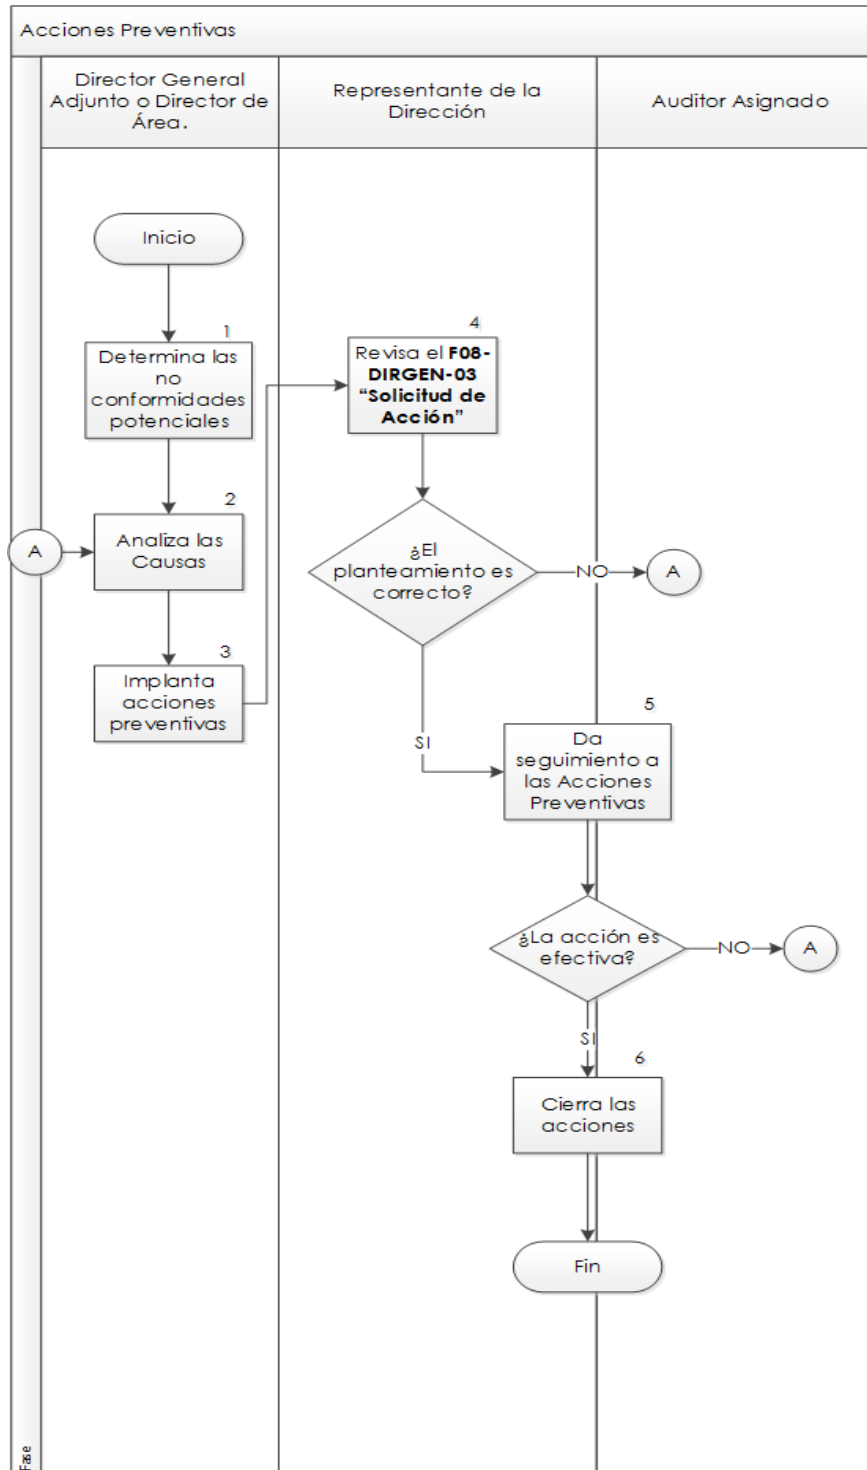 Acciones Preventivas
Director General
Adjunto o Director de
Área.
Representante de la
Dirección
Auditor Asignado
Inicio
1
Determina las
no
conformidades
potenciales
2
A
Analiza las
Causas
3
Implanta
acciones
preventivas
4
Revisa el F08-
DIRGEN-03
“Solicitud de
Acción”
¿El
planteamiento es
correcto?
NO
A
SI
5
Da
seguimiento a
las Acciones
Preventivas
¿La acción es
efectiva?
NO
A
SI
6
Cierra las
acciones
Fin
Fase